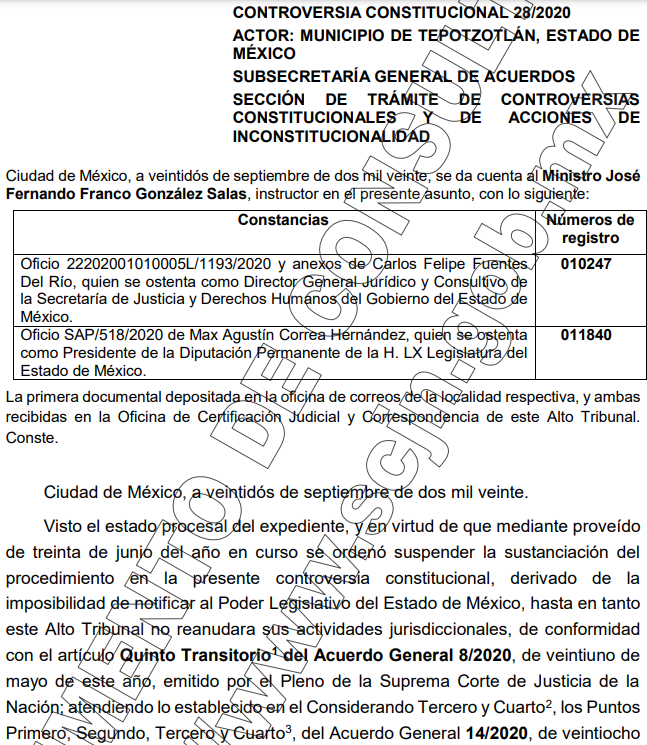 CONTROVERSIA CONSTITUCIONAL 28/2020
ACTOR: MUNICIPIO DE TEPOTZOTLÁN, ESTADO DE
MÉXICO
SUBSECRETARÍA GENERAL DE ACUERDOS
SECCIÓN DE TRÁMITE DE CONTROVERSIAS
CONSTITUCIONALES Y DE ACCIONES DE
INCONSTITUCIONALIDAD
Ciudad de México, a veintidós de septiembre de dos mil veinte, se da cuenta al Ministro José
Fernando Franco González Salas, instructor en el presente asunto, con lo siguiente:
Constancias
Números de
registro
Oficio 22202001010005L/1193/2020 y anexos de Carlos Felipe Fuentes
Del Río, quien se ostenta como Director General Jurídico y Consultivo de
la Secretaría de Justicia y Derechos Humanos del Gobierno del Estado de
México.
010247
Oficio SAP/518/2020 de Max Agustín Correa Hernández, quien se ostenta
como Presidente de la Diputación Permanente de la H. LX Legislatura del
Estado de México.
011840
La primera documental depositada en la oficina de correos de la localidad respectiva, y ambas
recibidas en la Oficina de Certificación Judicial y Correspondencia de este Alto Tribunal.
Conste.
Ciudad de México, a veintidós de septiembre de dos mil veinte.
Visto el estado procesal del expediente, y en virtud de que mediante proveído
de treinta de junio del año en curso se ordenó suspender la sustanciación del
procedimiento en la presente controversia constitucional, derivado de la
imposibilidad de notificar al Poder Legislativo del Estado de México, hasta en tanto
este Alto Tribunal no reanudara sus actividades jurisdiccionales, de conformidad
con el artículo Quinto Transitorio¹ del Acuerdo General 8/2020, de veintiuno de
mayo de este año, emitido por el Pleno de la Suprema Corte de Justicia de la
Nación; atendiendo lo establecido en el Considerando Tercero y Cuarto², los Puntos
Primero, Segundo, Tercero y Cuarto³, del Acuerdo General 14/2020, de veintiocho